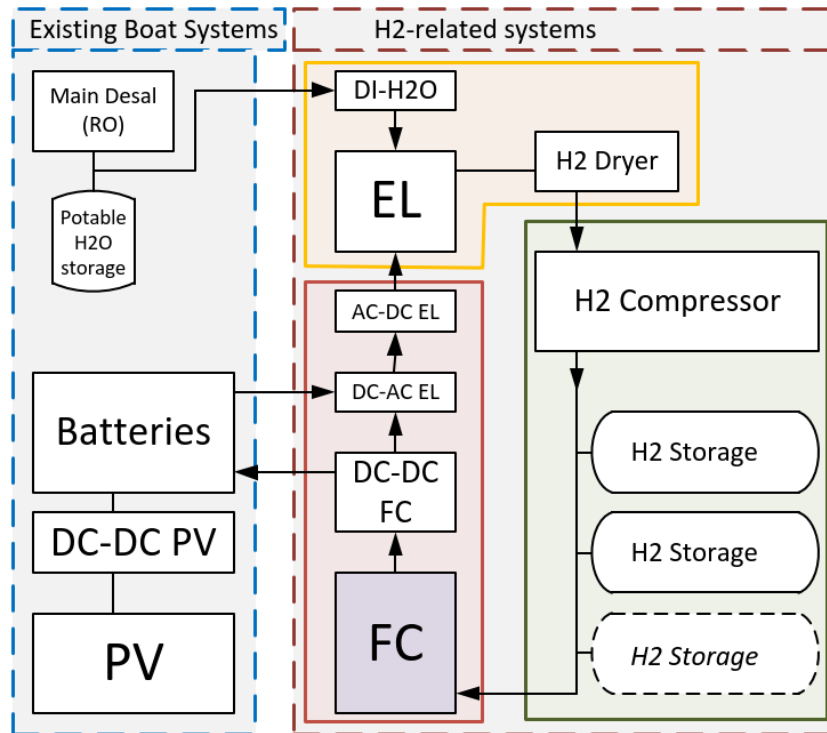 Existing Boat Systems
H2-related systems
Main Desal
(RO)
Potable
H2O
storage
DI-H2O
EL
H2 Dryer
AC-DC EL
H2 Compressor
Batteries
DC-AC EL
DC-DC
FC
H2 Storage
DC-DC PV
H2 Storage
PV
FC
H2 Storage